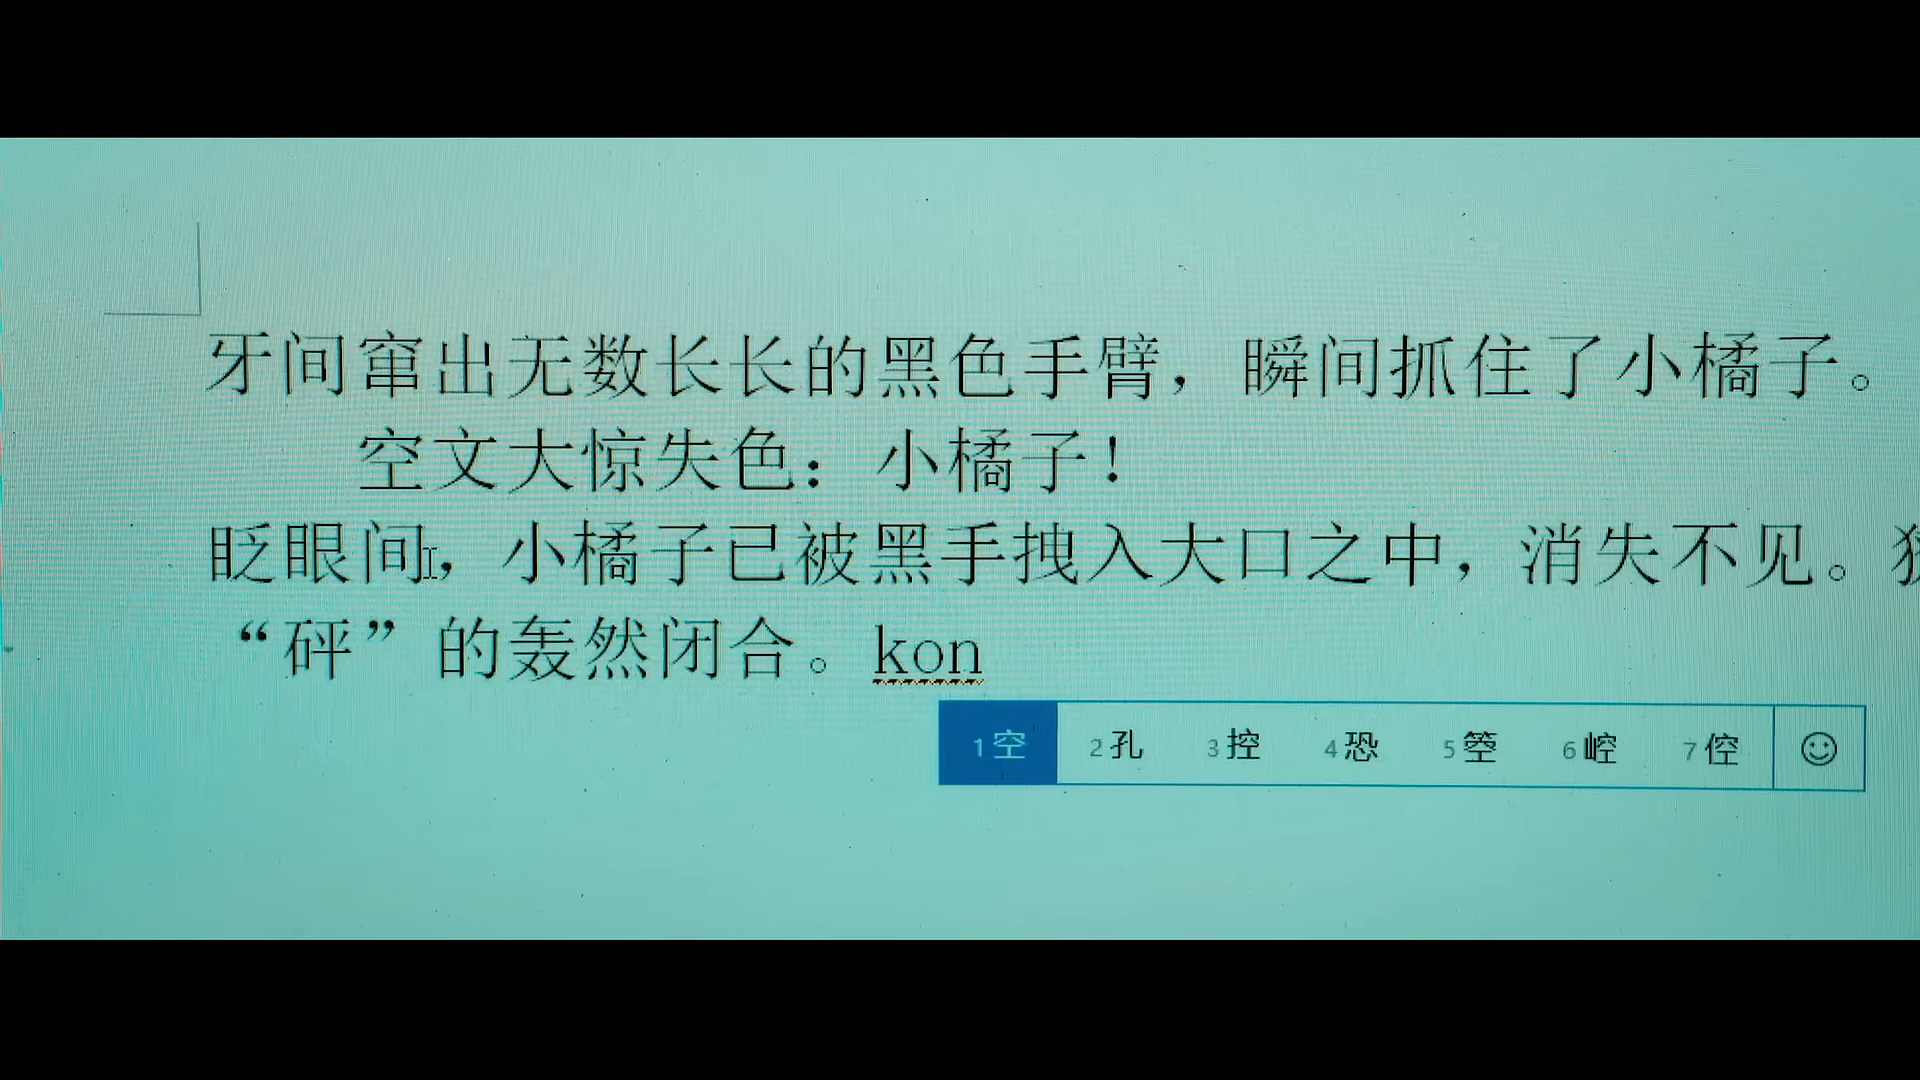 牙间窜出无数长长的黑色手臂，瞬间抓住了小橘子。
空文大惊失色：小橘子！
眨眼间，小橘子已被黑手拽入大口之中，消失不见。
“砰”的轰然闭合。kon
1空 2孔 3控 4恐 5箜 6崆 7倥